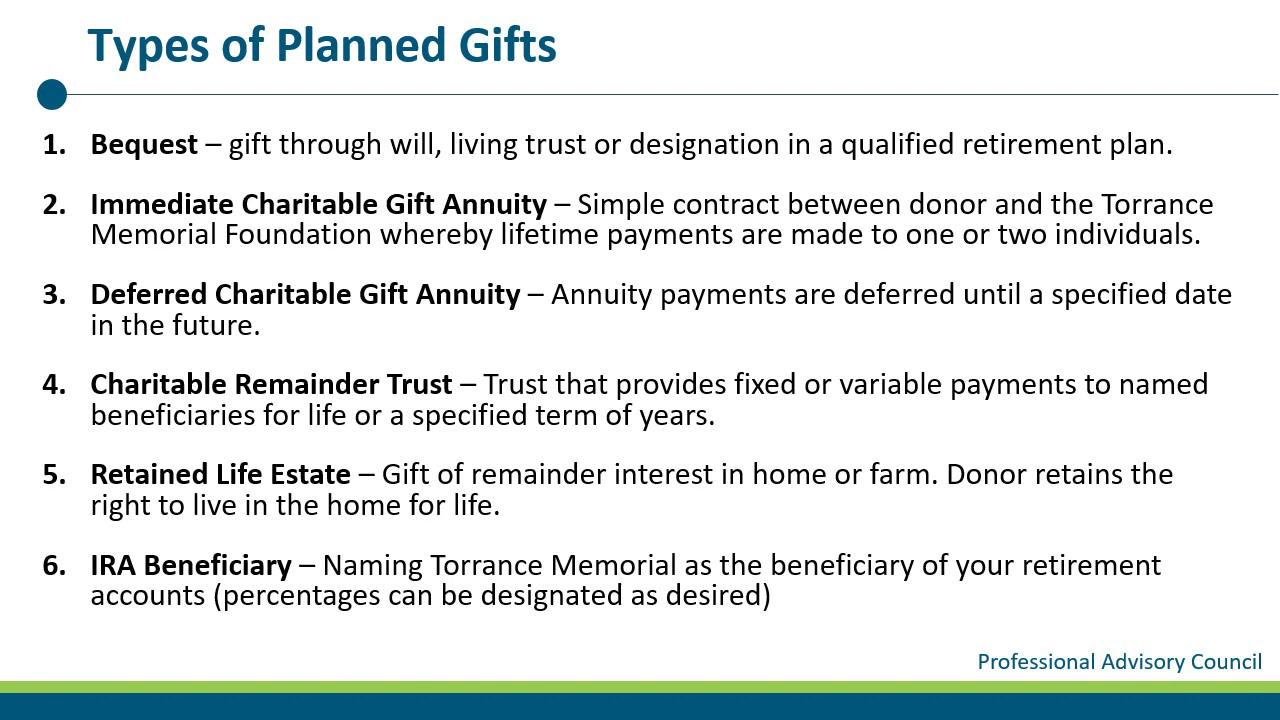 Types of Planned Gifts
1. Bequest – gift through will, living trust or designation in a qualified retirement plan.
2. Immediate Charitable Gift Annuity – Simple contract between donor and the Torrance
Memorial Foundation whereby lifetime payments are made to one or two individuals.
3. Deferred Charitable Gift Annuity – Annuity payments are deferred until a specified date
in the future.
4. Charitable Remainder Trust – Trust that provides fixed or variable payments to named
beneficiaries for life or a specified term of years.
5. Retained Life Estate – Gift of remainder interest in home or farm. Donor retains the
right to live in the home for life.
6. IRA Beneficiary – Naming Torrance Memorial as the beneficiary of your retirement
accounts (percentages can be designated as desired)
Professional Advisory Council